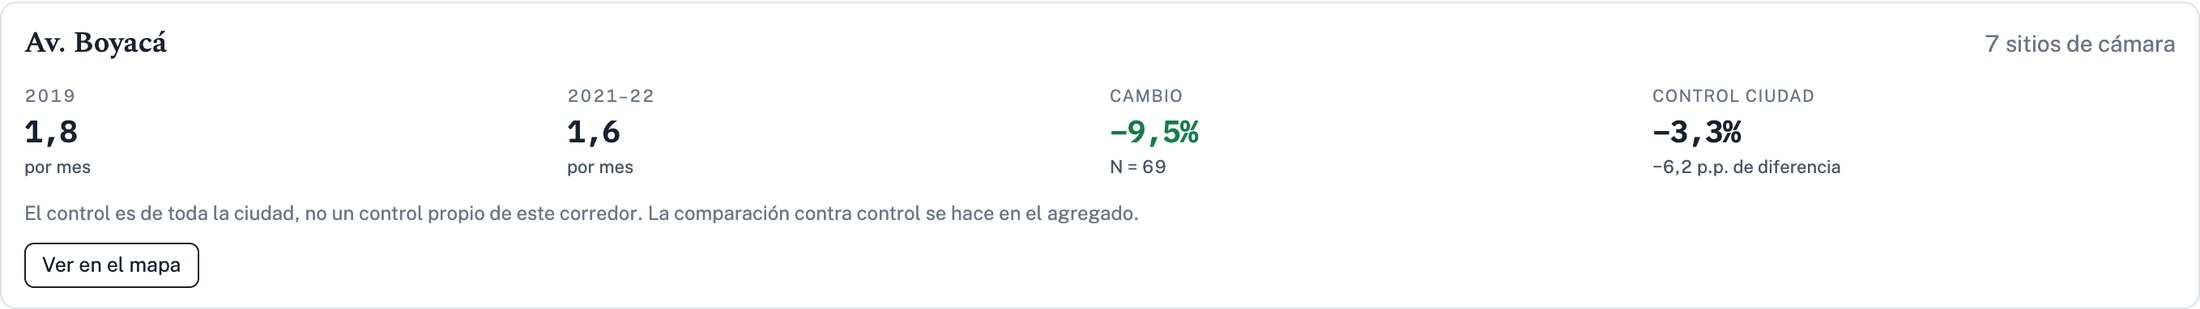 Av. Boyacá
7 sitios de cámara
2019
1,8
por mes
2021–22
1,6
por mes
CAMBIO
−9,5%
N = 69
CONTROL CIUDAD
−3,3%
−6,2 p.p. de diferencia
El control es de toda la ciudad, no un control propio de este corredor. La comparación contra control se hace en el agregado.
Ver en el mapa